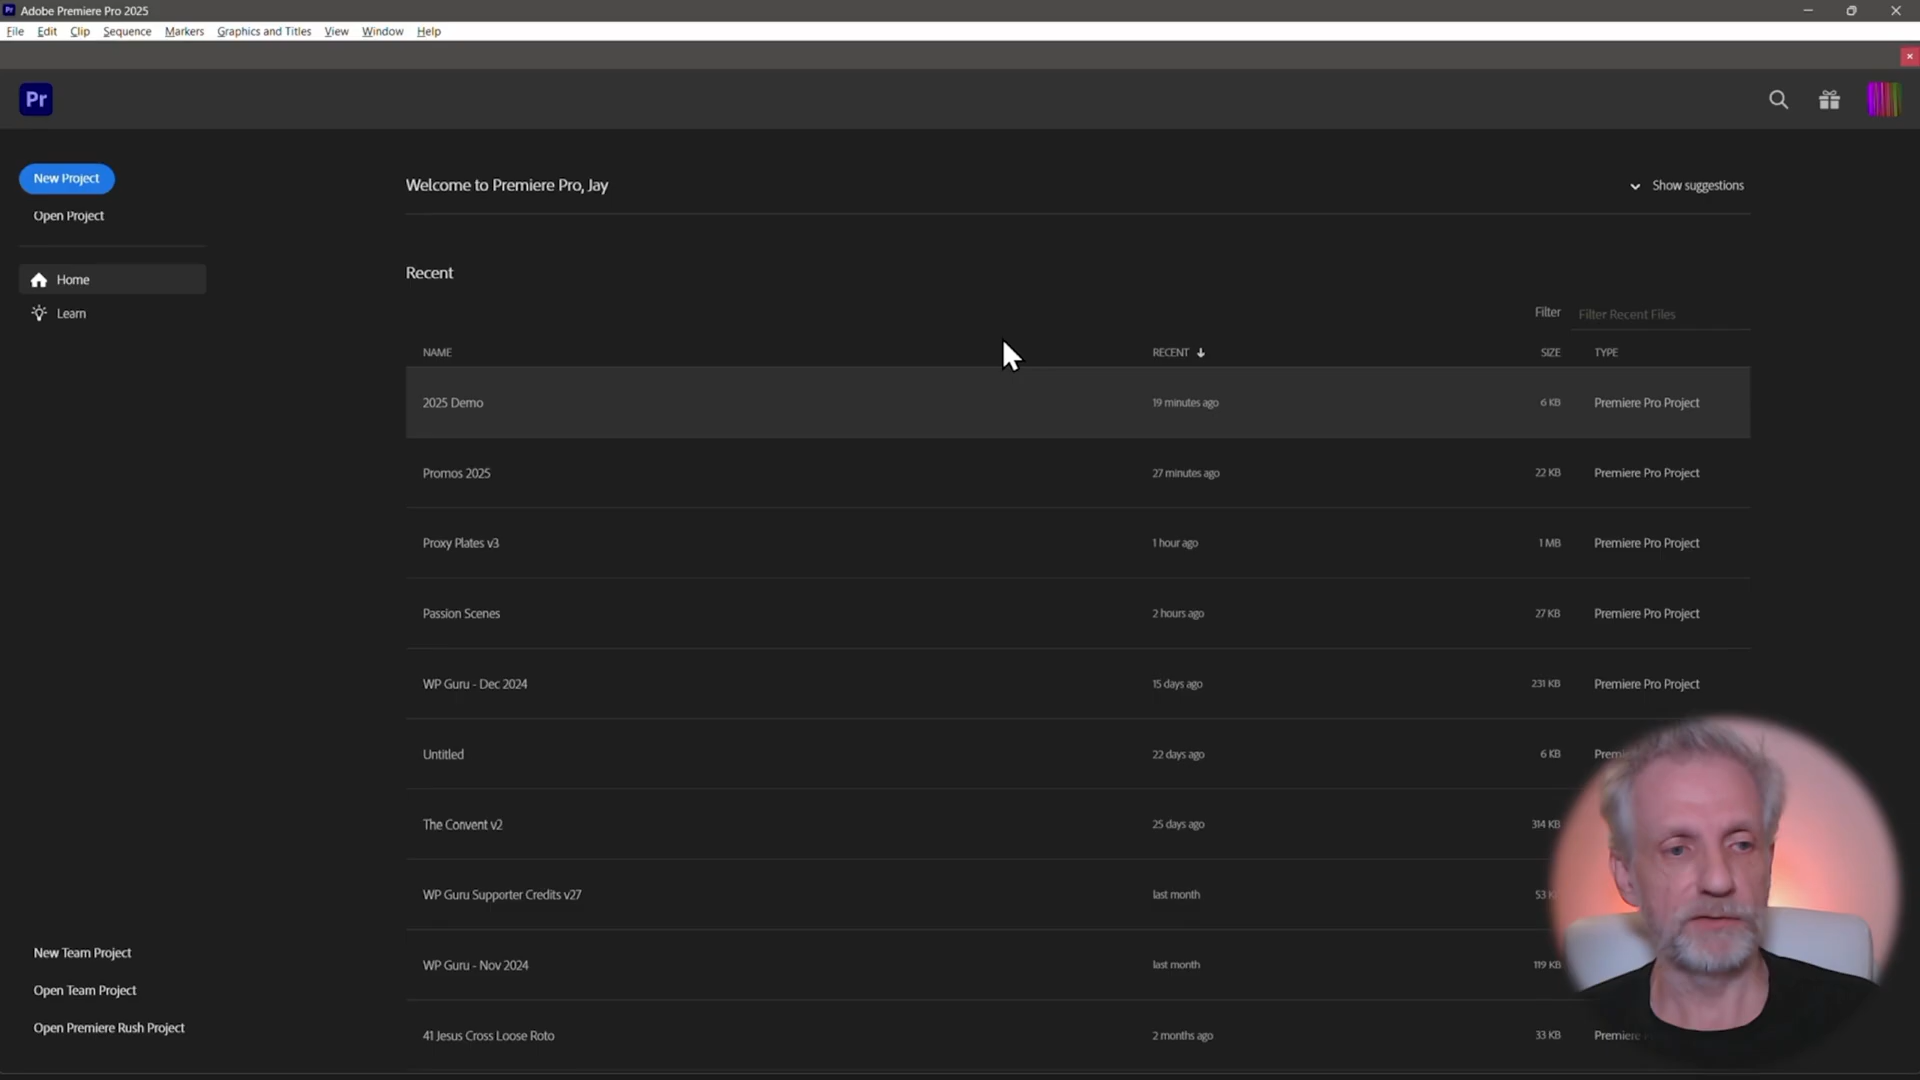 Pr Adobe Premiere Pro 2025
File Edit Clip Sequence Markers Graphics and Titles View Window Help
Pr
New Project
Open Project
Home
Learn
Welcome to Premiere Pro, Jay
Show suggestions
Recent
Filter Filter Recent Files
NAME RECENT SIZE TYPE
2025 Demo 19 minutes ago 6 KB Premiere Pro Project
Promos 2025 27 minutes ago 22 KB Premiere Pro Project
Proxy Plates v3 1 hour ago 1 MB Premiere Pro Project
Passion Scenes 2 hours ago 27 KB Premiere Pro Project
WP Guru - Dec 2024 15 days ago 231 KB Premiere Pro Project
Untitled 22 days ago 6 KB
The Convent v2 25 days ago 314 KB
WP Guru Supporter Credits v27 last month 53
WP Guru - Nov 2024 last month 119 KB
41 Jesus Cross Loose Roto 2 months ago 33 KB Premiere
New Team Project
Open Team Project
Open Premiere Rush Project